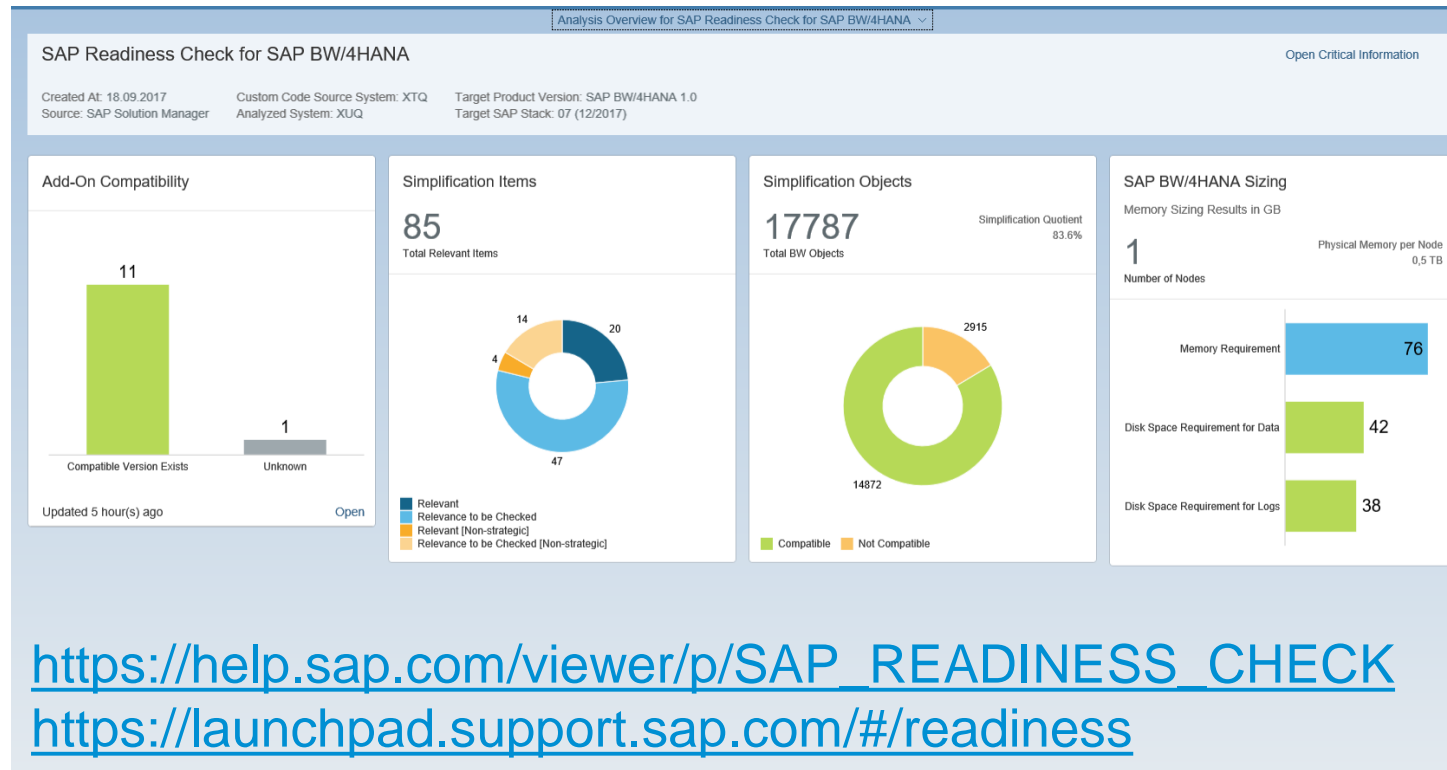 Analysis Overview for SAP Readiness Check for SAP BW/4HANA
SAP Readiness Check for SAP BW/4HANA
Open Critical Information
Created At: 18.09.2017
Custom Code Source System: XTQ
Target Product Version: SAP BW/4HANA 1.0
Source: SAP Solution Manager
Analyzed System: XUQ
Target SAP Stack: 07 (12/2017)
Add-On Compatibility
11
1
Compatible Version Exists
Unknown
Updated 5 hour(s) ago
Open
Simplification Items
85
Total Relevant Items
14
20
4
47
Relevant
Relevance to be Checked
Relevant [Non-strategic]
Relevance to be Checked [Non-strategic]
Simplification Objects
17787
Total BW Objects
Simplification Quotient
83.6%
2915
14872
Compatible
Not Compatible
SAP BW/4HANA Sizing
Memory Sizing Results in GB
1
Number of Nodes
Physical Memory per Node
0,5 TB
Memory Requirement
76
Disk Space Requirement for Data
42
Disk Space Requirement for Logs
38
https://help.sap.com/viewer/p/SAP_READINESS_CHECK
https://launchpad.support.sap.com/#/readiness